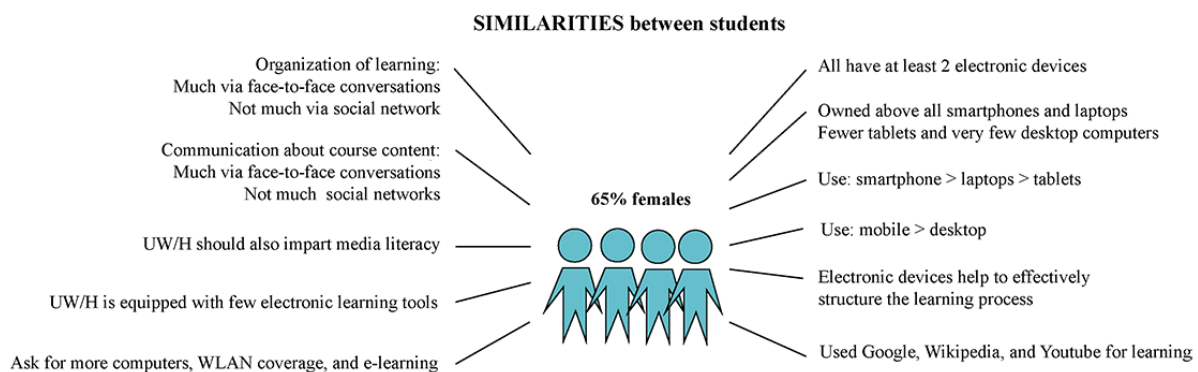 SIMILARITIES between students
Organization of learning:
Much via face-to-face conversations
Not much via social network
Communication about course content:
Much via face-to-face conversations
Not much social networks
UW/H should also impart media literacy
UW/H is equipped with few electronic learning tools
Ask for more computers, WLAN coverage, and e-learning
65% females
All have at least 2 electronic devices
Owned above all smartphones and laptops
Fewer tablets and very few desktop computers
Use: smartphone > laptops > tablets
Use: mobile > desktop
Electronic devices help to effectively
structure the learning process
Used Google, Wikipedia, and Youtube for learning